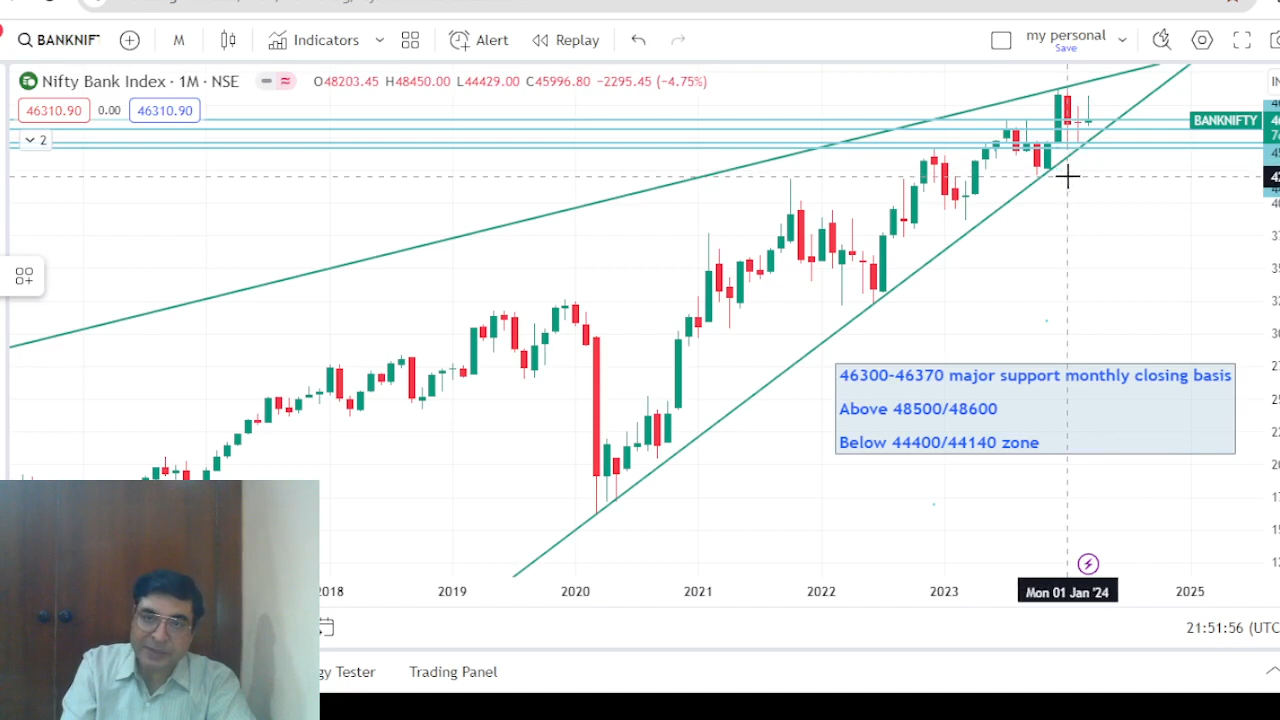 BANKNIFT
M
Indicators
Alert
Replay
my personal
Save
Nifty Bank Index · 1M · NSE
O48203.45 H48450.00 L44429.00 C45996.80 −2295.45 (−4.75%)
46310.90 0.00 46310.90
2
BANKNIFTY
46300-46370 major support monthly closing basis
Above 48500/48600
Below 44400/44140 zone
2018 2019 2020 2021 2022 2023 Mon 01 Jan '24 2025
21:51:56 (UTC
gy Tester
Trading Panel